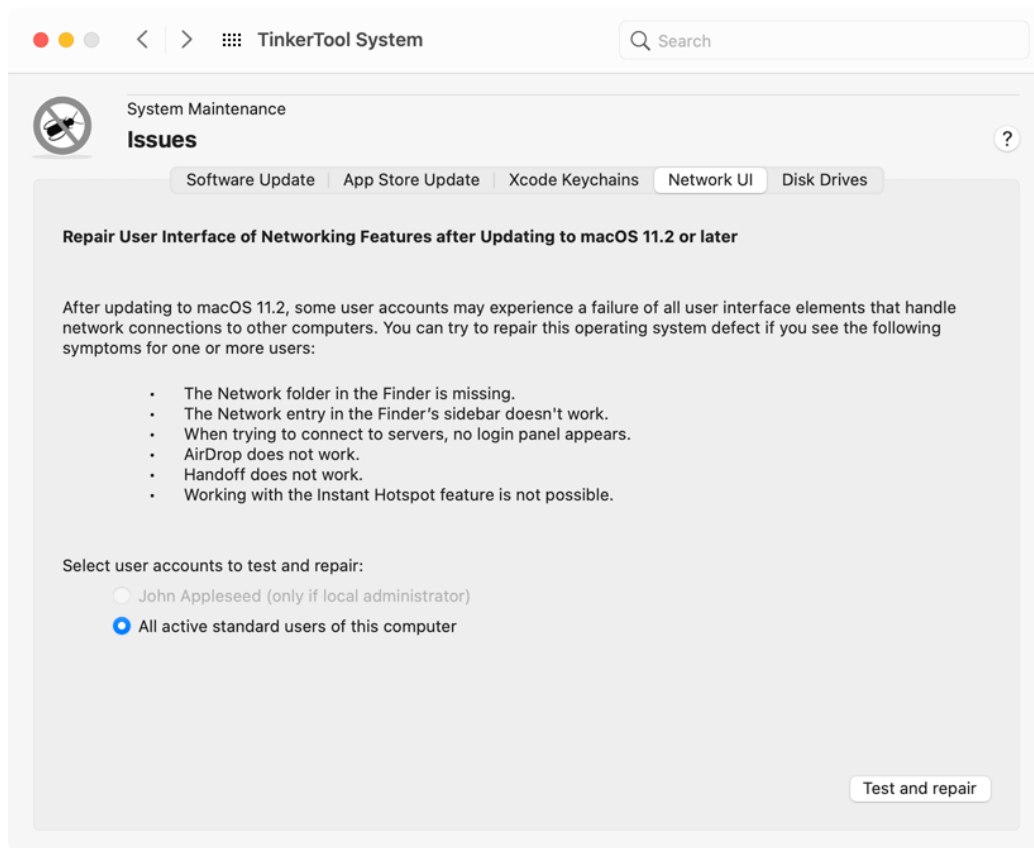 TinkerTool System
Search
System Maintenance
Issues
?
Software Update
App Store Update
Xcode Keychains
Network UI
Disk Drives
Repair User Interface of Networking Features after Updating to macOS 11.2 or later
After updating to macOS 11.2, some user accounts may experience a failure of all user interface elements that handle
network connections to other computers. You can try to repair this operating system defect if you see the following
symptoms for one or more users:
• The Network folder in the Finder is missing.
• The Network entry in the Finder’s sidebar doesn't work.
• When trying to connect to servers, no login panel appears.
• AirDrop does not work.
• Handoff does not work.
• Working with the Instant Hotspot feature is not possible.
Select user accounts to test and repair:
John Appleseed (only if local administrator)
All active standard users of this computer
Test and repair